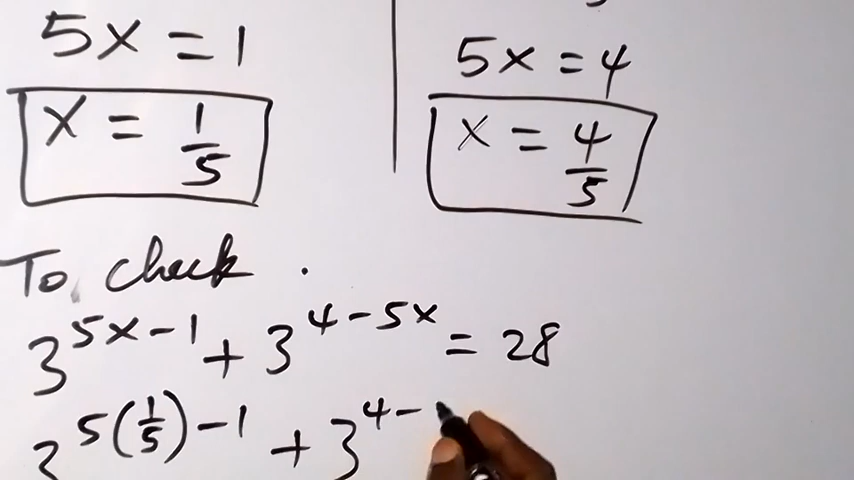 5x = 1
x = 1/5
5x = 4
x = 4/5
To check .
3^(5x-1) + 3^(4-5x) = 28
3^(5(1/5)-1) + 3^(4-